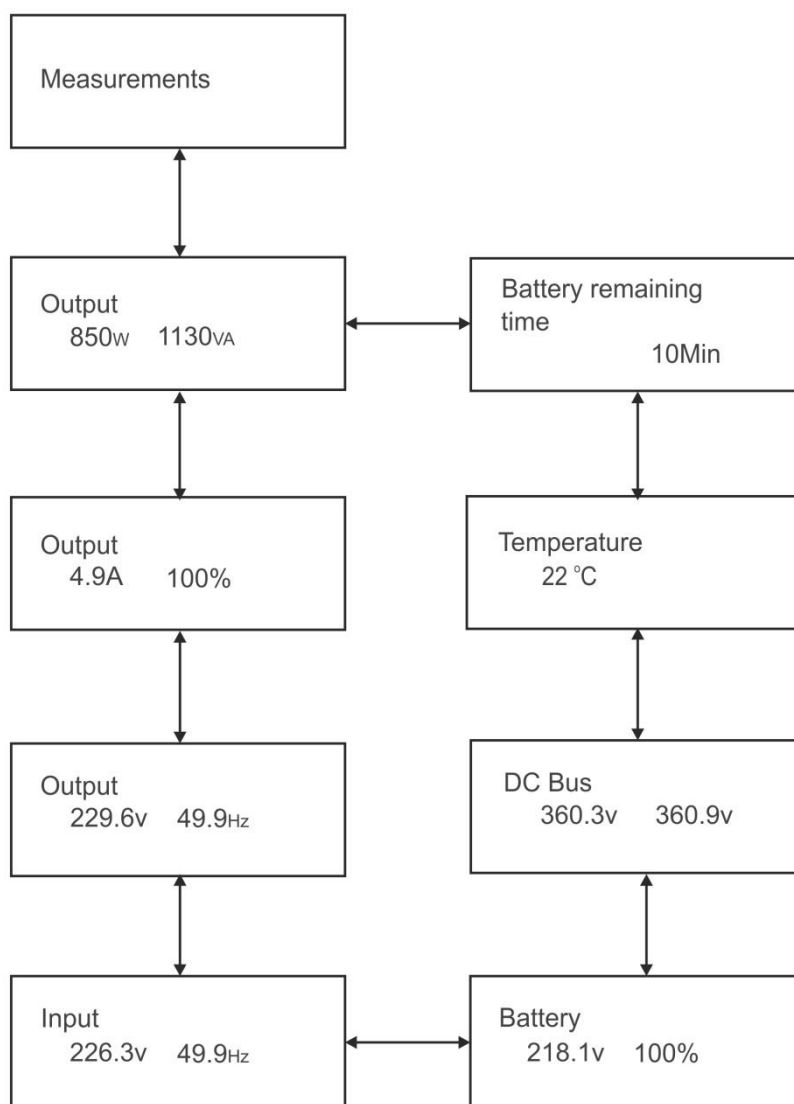 Measurements
Output
850W 1130VA
Battery remaining
time
10Min
Output
4.9A 100%
Temperature
22 °C
Output
229.6v 49.9Hz
DC Bus
360.3v 360.9v
Input
226.3v 49.9Hz
Battery
218.1v 100%